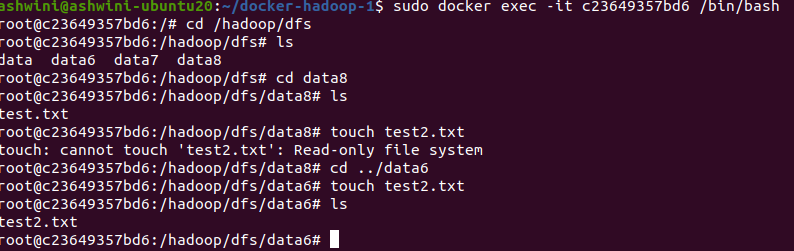 ashwini@ashwini-ubuntu20:~/docker-hadoop-1$ sudo docker exec -it c23649357bd6 /bin/bash
root@c23649357bd6:/# cd /hadoop/dfs
root@c23649357bd6:/hadoop/dfs# ls
data  data6  data7  data8
root@c23649357bd6:/hadoop/dfs# cd data8
root@c23649357bd6:/hadoop/dfs/data8# ls
test.txt
root@c23649357bd6:/hadoop/dfs/data8# touch test2.txt
touch: cannot touch 'test2.txt': Read-only file system
root@c23649357bd6:/hadoop/dfs/data8# cd ../data6
root@c23649357bd6:/hadoop/dfs/data6# touch test2.txt
root@c23649357bd6:/hadoop/dfs/data6# ls
test2.txt
root@c23649357bd6:/hadoop/dfs/data6#